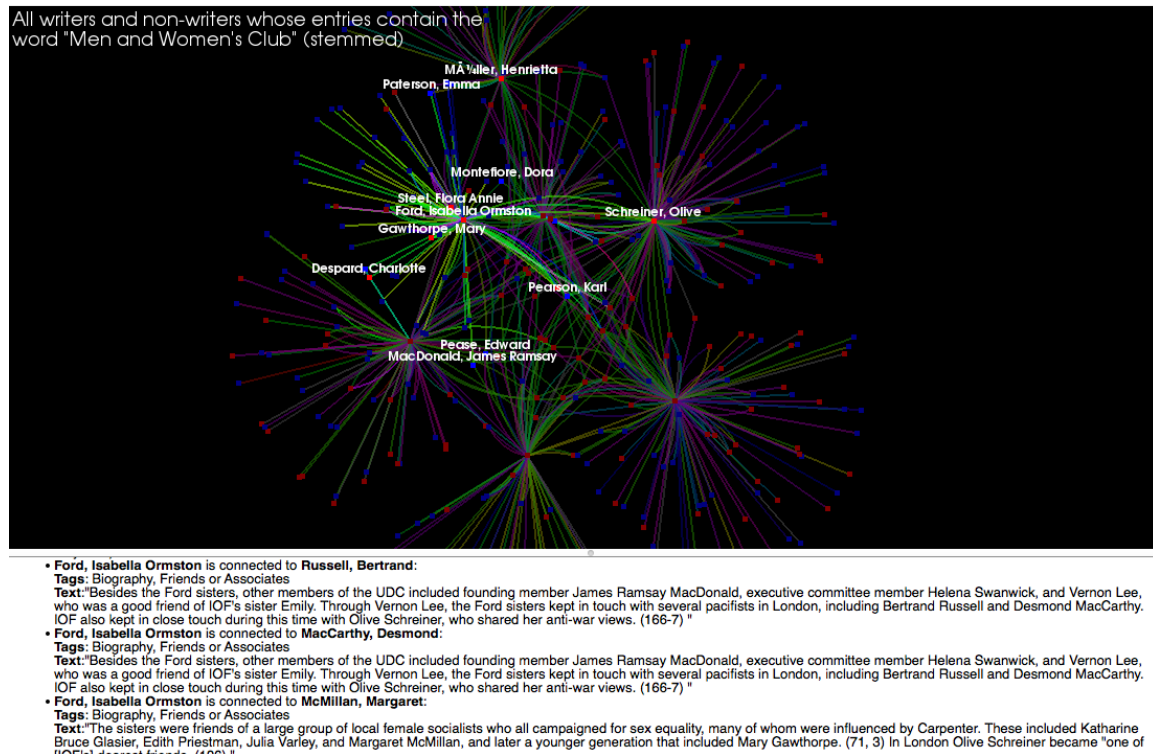 All writers and non-writers whose entries contain the
word "Men and Women's Club" (stemmed)
MÃ¼ller, Henrietta
Paterson, Emma
Montefiore, Dora
Steel, Flora Annie
Ford, Isabella Ormston
Schreiner, Olive
Gawthorpe, Mary
Despard, Charlotte
Pearson, Karl
Pease, Edward
MacDonald, James Ramsay
• Ford, Isabella Ormston is connected to Russell, Bertrand:
Tags: Biography, Friends or Associates
Text:"Besides the Ford sisters, other members of the UDC included founding member James Ramsay MacDonald, executive committee member Helena Swanwick, and Vernon Lee,
who was a good friend of IOF's sister Emily. Through Vernon Lee, the Ford sisters kept in touch with several pacifists in London, including Bertrand Russell and Desmond MacCarthy.
IOF also kept in close touch during this time with Olive Schreiner, who shared her anti-war views. (166-7) "
• Ford, Isabella Ormston is connected to MacCarthy, Desmond:
Tags: Biography, Friends or Associates
Text:"Besides the Ford sisters, other members of the UDC included founding member James Ramsay MacDonald, executive committee member Helena Swanwick, and Vernon Lee,
who was a good friend of IOF's sister Emily. Through Vernon Lee, the Ford sisters kept in touch with several pacifists in London, including Bertrand Russell and Desmond MacCarthy.
IOF also kept in close touch during this time with Olive Schreiner, who shared her anti-war views. (166-7) "
• Ford, Isabella Ormston is connected to McMillan, Margaret:
Tags: Biography, Friends or Associates
Text:"The sisters were friends of a large group of local female socialists who all campaigned for sex equality, many of whom were influenced by Carpenter. These included Katharine
Bruce Glasier, Edith Priestman, Julia Varley, and Margaret McMillan, and later a younger generation that included Mary Gawthorpe. (71, 3) In London Olive Schreiner became "one of